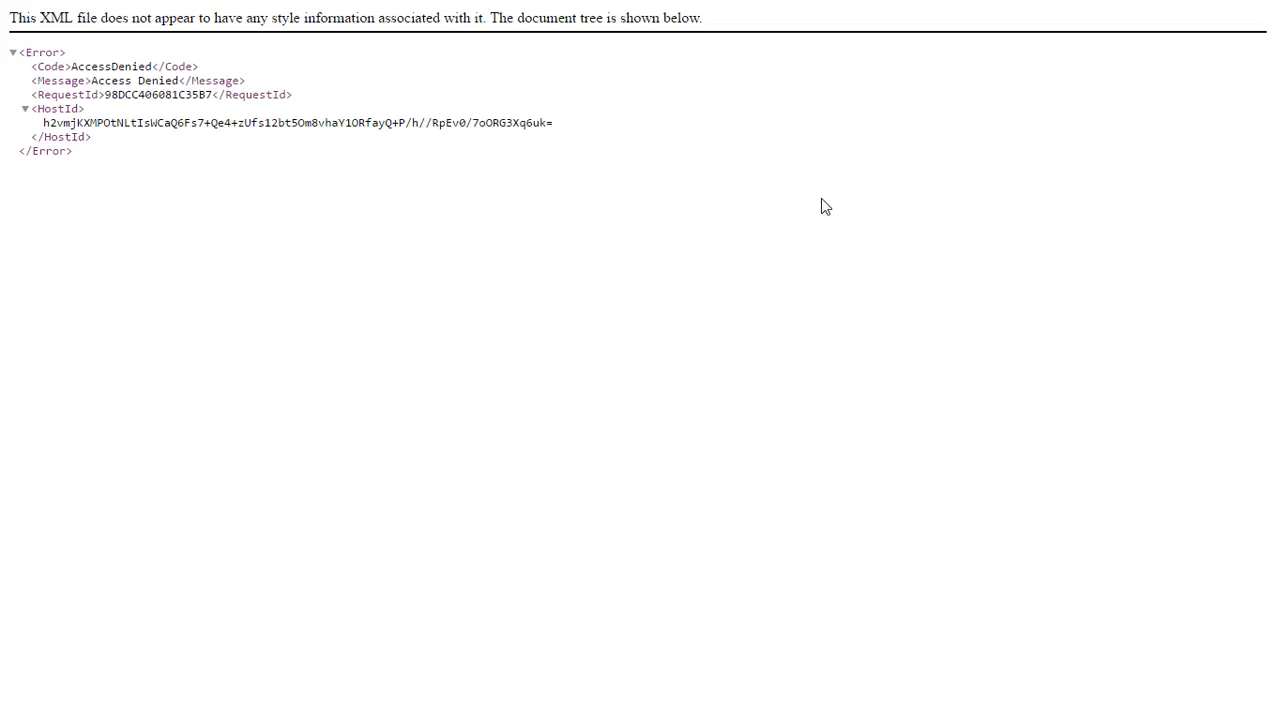 This XML file does not appear to have any style information associated with it. The document tree is shown below.
▼<Error>
<Code>AccessDenied</Code>
<Message>Access Denied</Message>
<RequestId>98DCC406081C35B7</RequestId>
▼<HostId>
h2vmjKXMPOtNLtIsWCaQ6Fs7+Qe4+zUfs12bt5Om8vhaY1ORfayQ+P/h//RpEv0/7oORG3Xq6uk=
</HostId>
</Error>